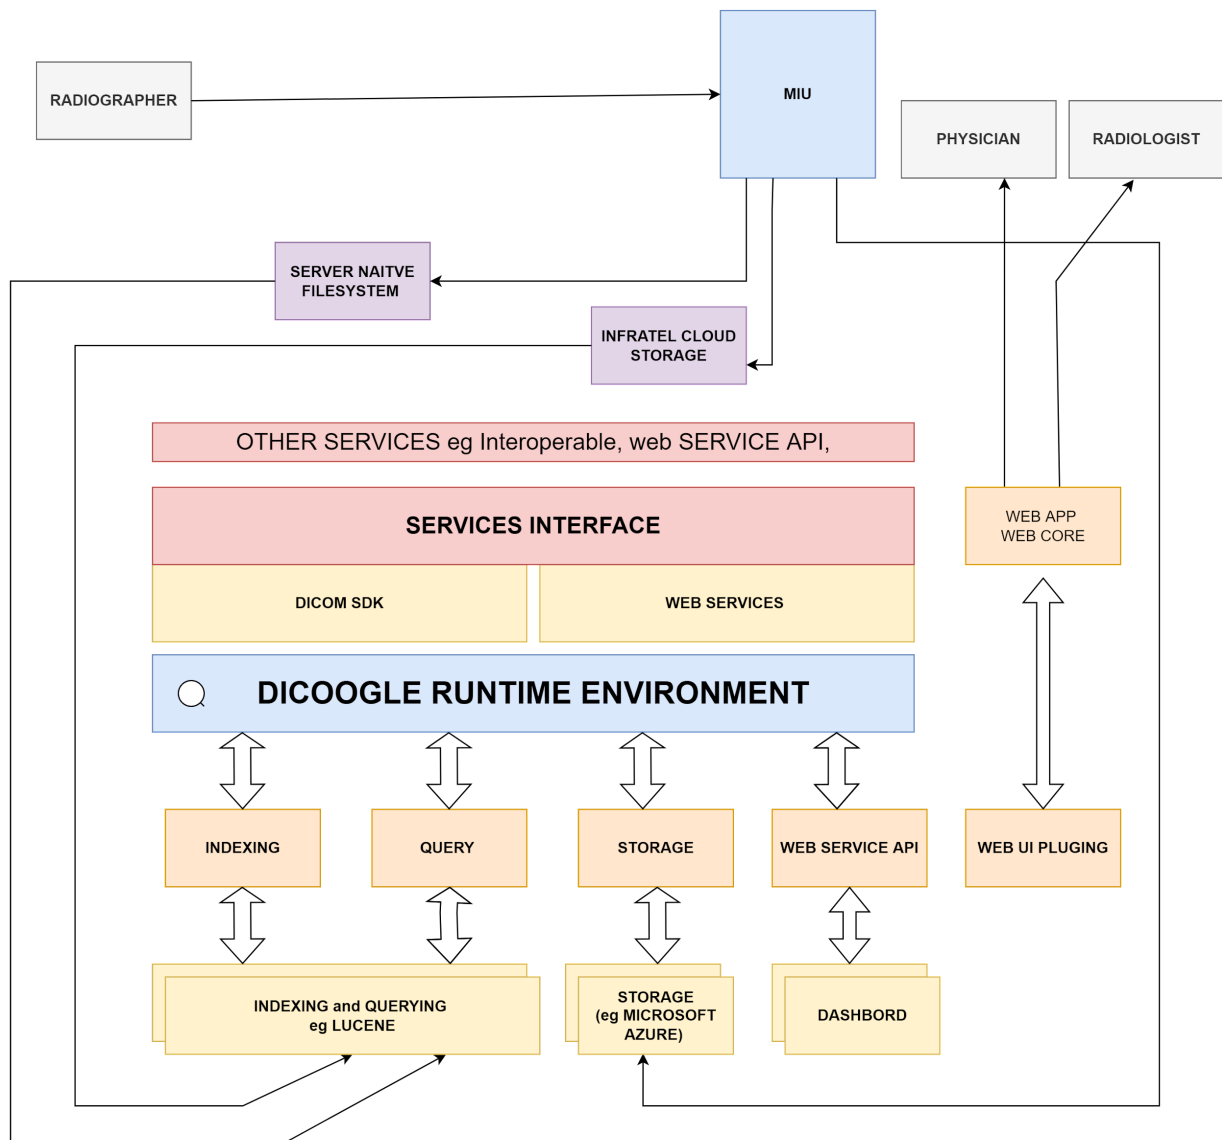 RADIOGRAPHER
MIU
PHYSICIAN
RADIOLOGIST
SERVER NAITVE
FILESYSTEM
INFRATEL CLOUD
STORAGE
OTHER SERVICES eg Interoperable, web SERVICE API,
SERVICES INTERFACE
WEB APP
WEB CORE
DICOM SDK
WEB SERVICES
DICOOGLE RUNTIME ENVIRONMENT
INDEXING
QUERY
STORAGE
WEB SERVICE API
WEB UI PLUGING
INDEXING and QUERYING
eg LUCENE
STORAGE
(eg MICROSOFT
AZURE)
DASHBORD